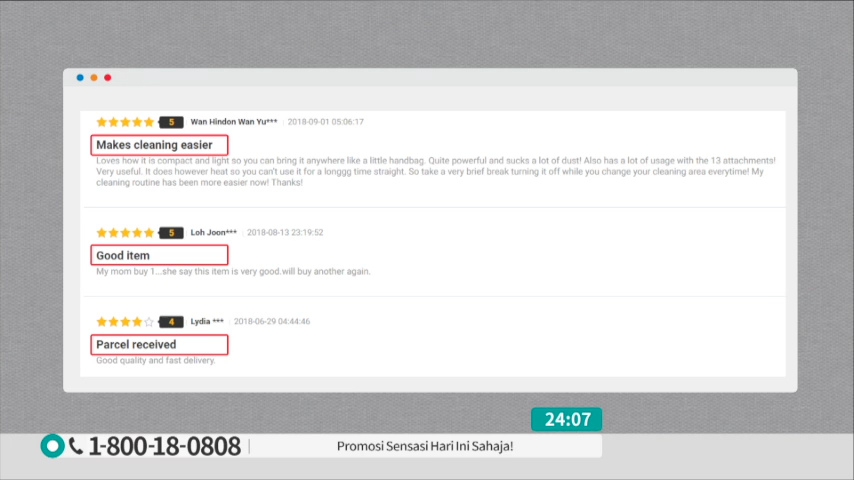 5 Wan Hindon Wan Yu*** 2018-09-01 05:06:17
Makes cleaning easier
Loves how it is compact and light so you can bring it anywhere like a little handbag. Quite powerful and sucks a lot of dust! Also has a lot of usage with the 13 attachments!
Very useful. It does however heat so you can't use it for a longgg time straight. So take a very brief break turning it off while you change your cleaning area everytime! My
cleaning routine has been more easier now! Thanks!
5 Loh Joon*** 2018-08-13 23:19:52
Good item
My mom buy 1...she say this item is very good.will buy another again.
4 Lydia *** 2018-06-29 04:44:46
Parcel received
Good quality and fast delivery.
24:07
1-800-18-0808
Promosi Sensasi Hari Ini Sahaja!